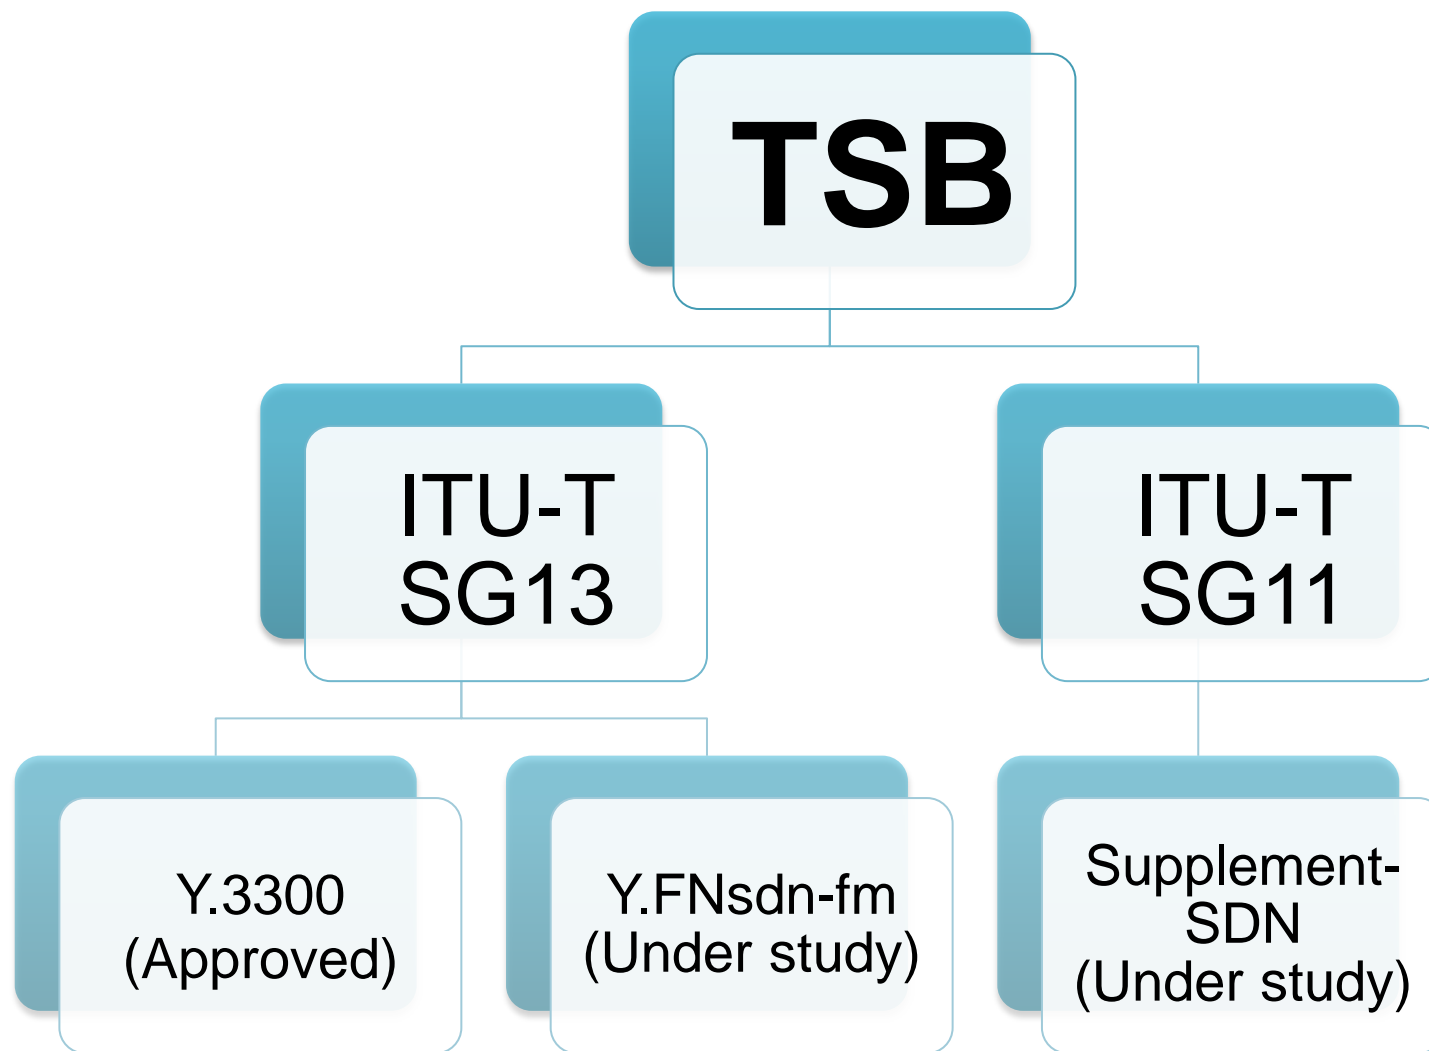 TSB
ITU-T
SG13
ITU-T
SG11
Y.3300
(Approved)
Y.FNsdn-fm
(Under study)
Supplement-
SDN
(Under study)